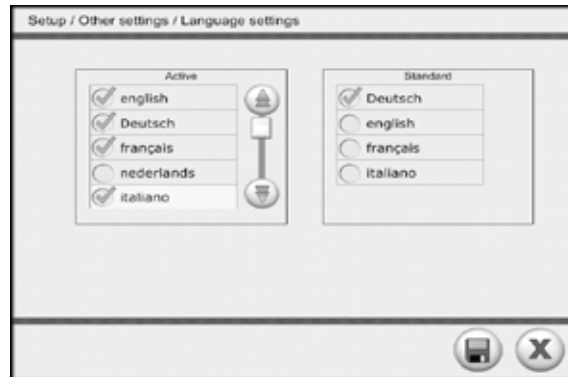 Setup / Other settings / Language settings
Active
english
Deutsch
français
nederlands
italiano
Standard
Deutsch
english
français
italiano